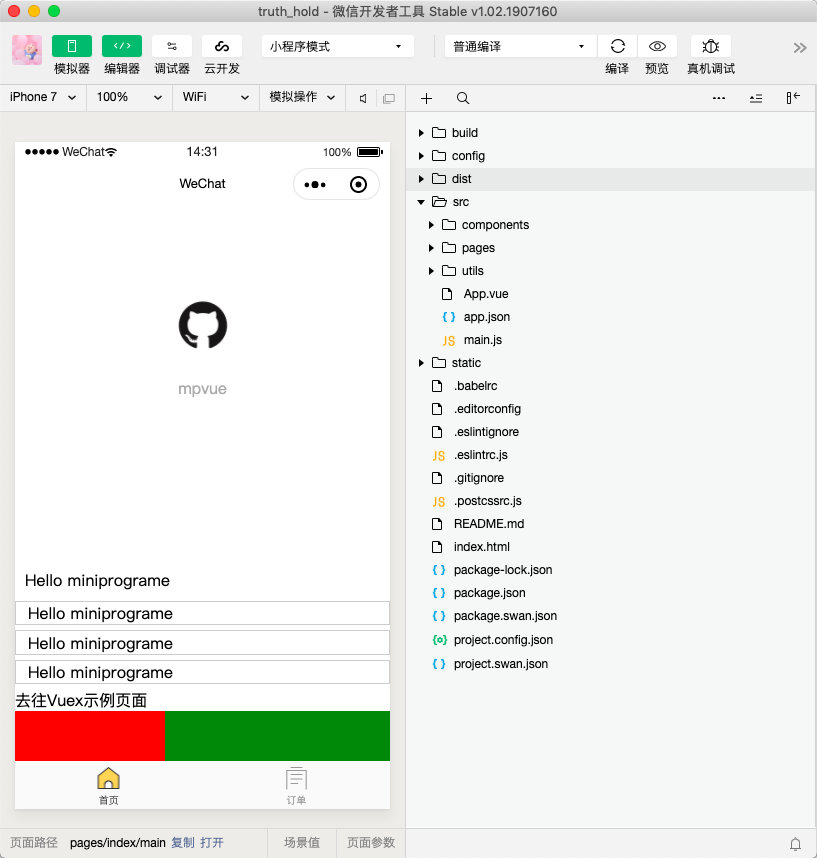 truth_hold - 微信开发者工具 Stable v1.02.1907160
模拟器 编辑器 调试器 云开发
小程序模式
普通编译
编译 预览 真机调试
iPhone 7 100% WiFi 模拟操作
WeChat 14:31 100%
WeChat
mpvue
Hello miniprograme
Hello miniprograme
Hello miniprograme
Hello miniprograme
去往Vuex示例页面
首页 订单
页面路径 pages/index/main 复制 打开 场景值 页面参数
build
config
dist
src
components
pages
utils
App.vue
{ } app.json
JS main.js
static
.babelrc
.editorconfig
.eslintignore
JS .eslintrc.js
.gitignore
JS .postcssrc.js
README.md
index.html
{ } package-lock.json
{ } package.json
{ } package.swan.json
{o} project.config.json
{ } project.swan.json